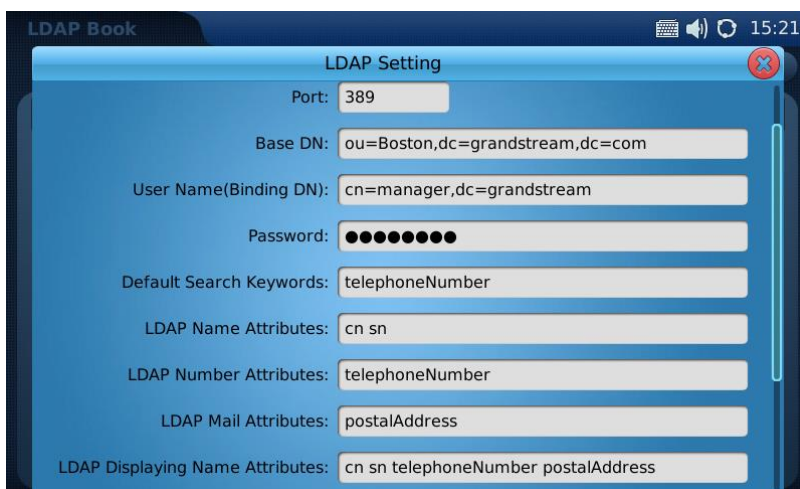 LDAP Book 15:21
LDAP Setting
Port: 389
Base DN: ou=Boston,dc=grandstream,dc=com
User Name(Binding DN): cn=manager,dc=grandstream
Password: ●●●●●●●●
Default Search Keywords: telephoneNumber
LDAP Name Attributes: cn sn
LDAP Number Attributes: telephoneNumber
LDAP Mail Attributes: postalAddress
LDAP Displaying Name Attributes: cn sn telephoneNumber postalAddress